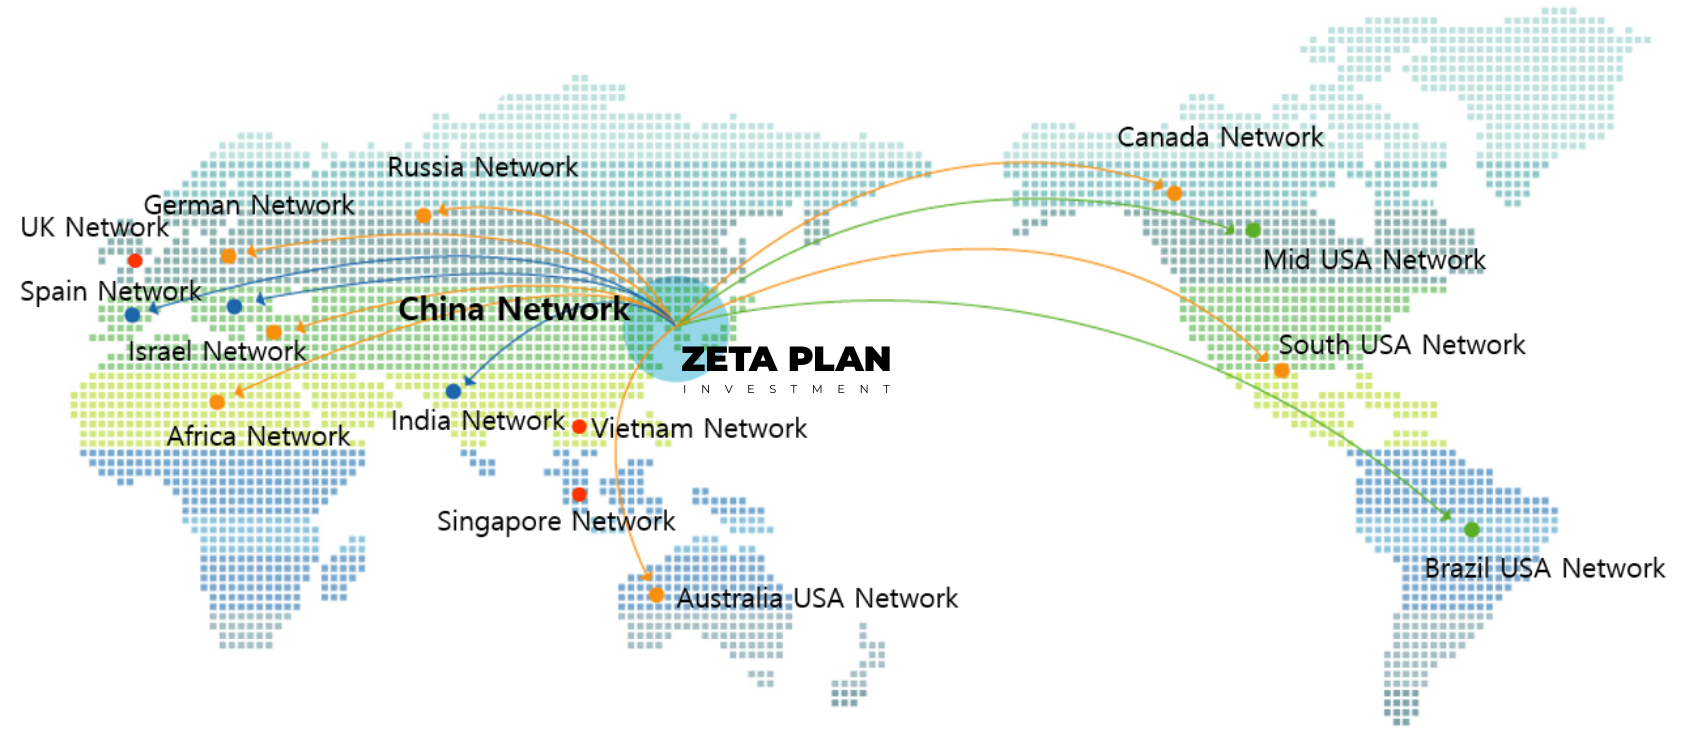 Canada Network
Russia Network
German Network
UK Network
Mid USA Network
Spain Network
China Network
Israel Network
South USA Network
ZETA PLAN
INVESTMENT
India Network
Vietnam Network
Africa Network
Singapore Network
Brazil USA Network
Australia USA Network